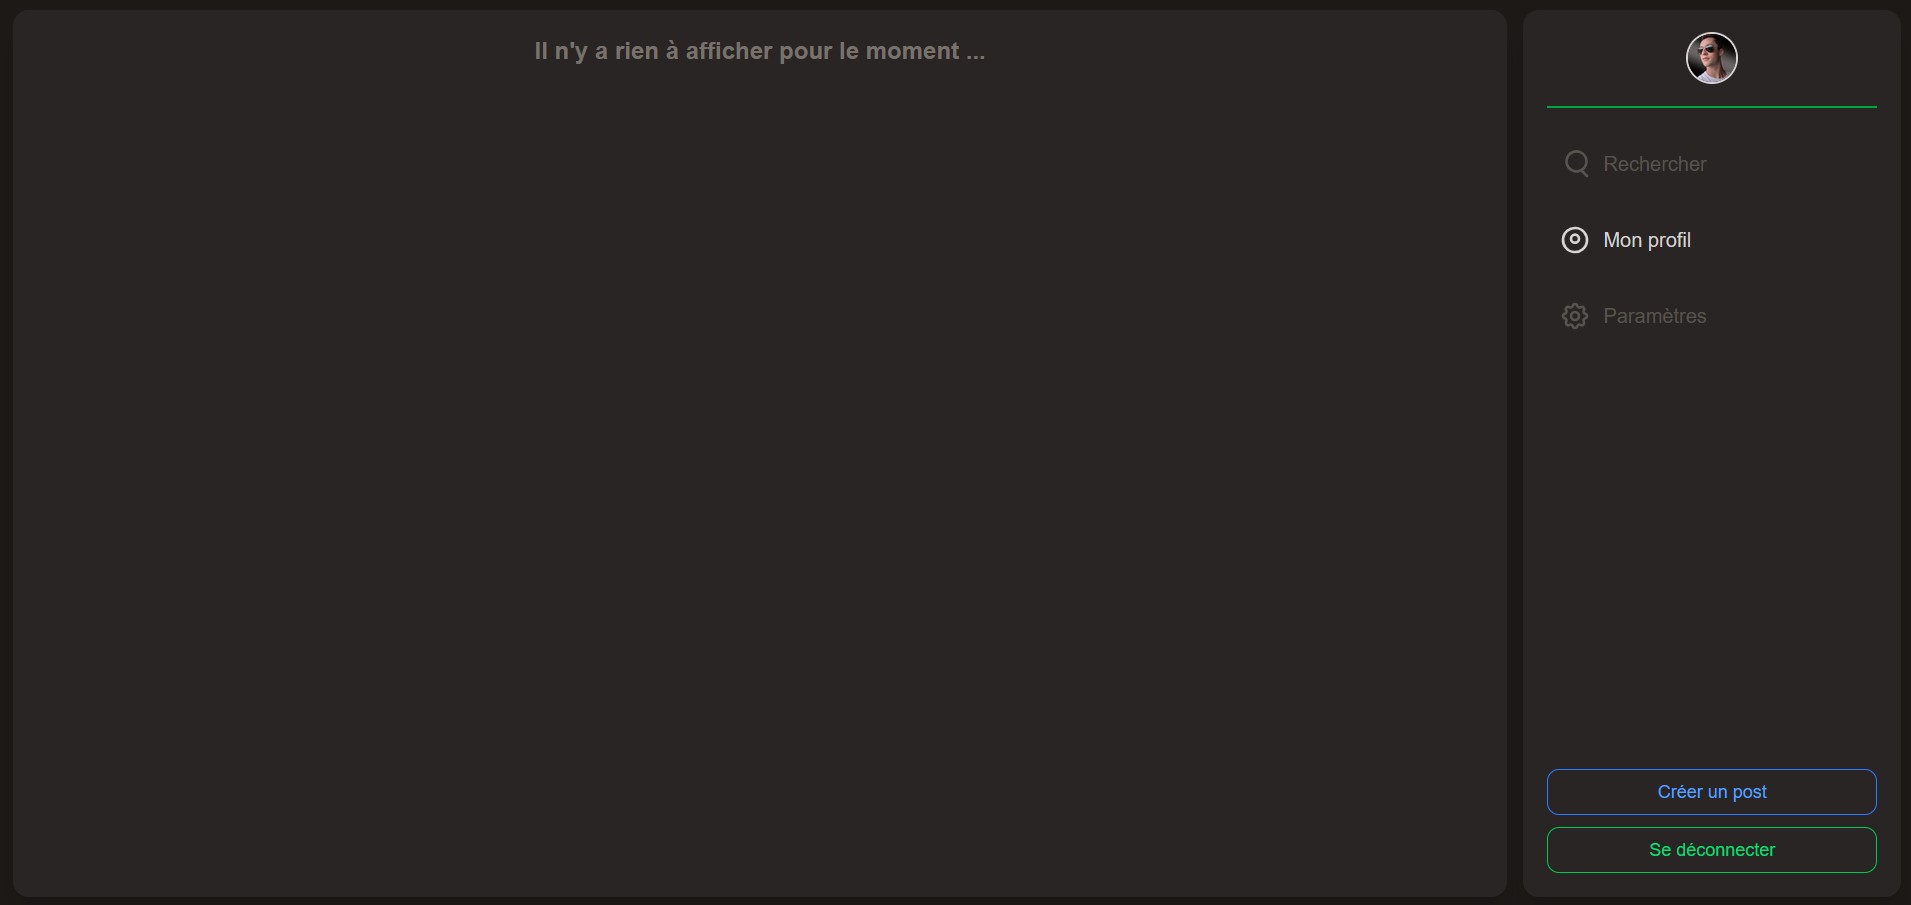 Il n'y a rien à afficher pour le moment ...
Rechercher
Mon profil
Paramètres
Créer un post
Se déconnecter